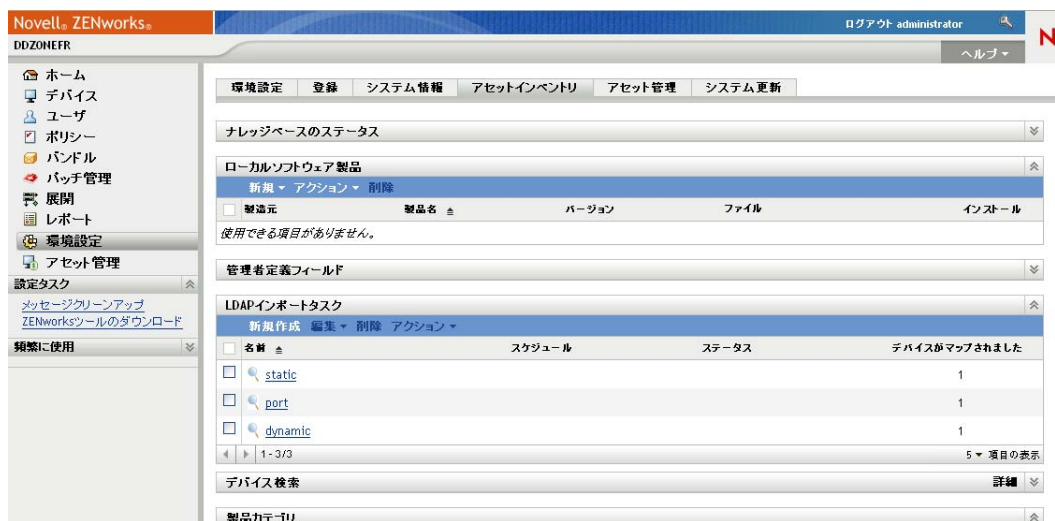 Novell® ZENworks®
ログアウト administrator
N
DDZONEFR
ヘルプ
ホーム
デバイス
ユーザ
ポリシー
バンドル
パッチ管理
展開
レポート
環境設定
アセット管理
設定タスク
メッセージクリーンアップ
ZENworksツールのダウンロード
頻繁に使用
環境設定 登録 システム情報 アセットインベントリ アセット管理 システム更新
ナレッジベースのステータス
ローカルソフトウェア製品
新規 アクション 削除
製造元 製品名 バージョン ファイル インストール
使用できる項目がありません。
管理者定義フィールド
LDAPインポートタスク
新規作成 編集 削除 アクション
名前 スケジュール ステータス デバイスがマップされました
static 1
port 1
dynamic 1
1 - 3/3 5 項目の表示
デバイス検索 詳細
製品カテゴリ